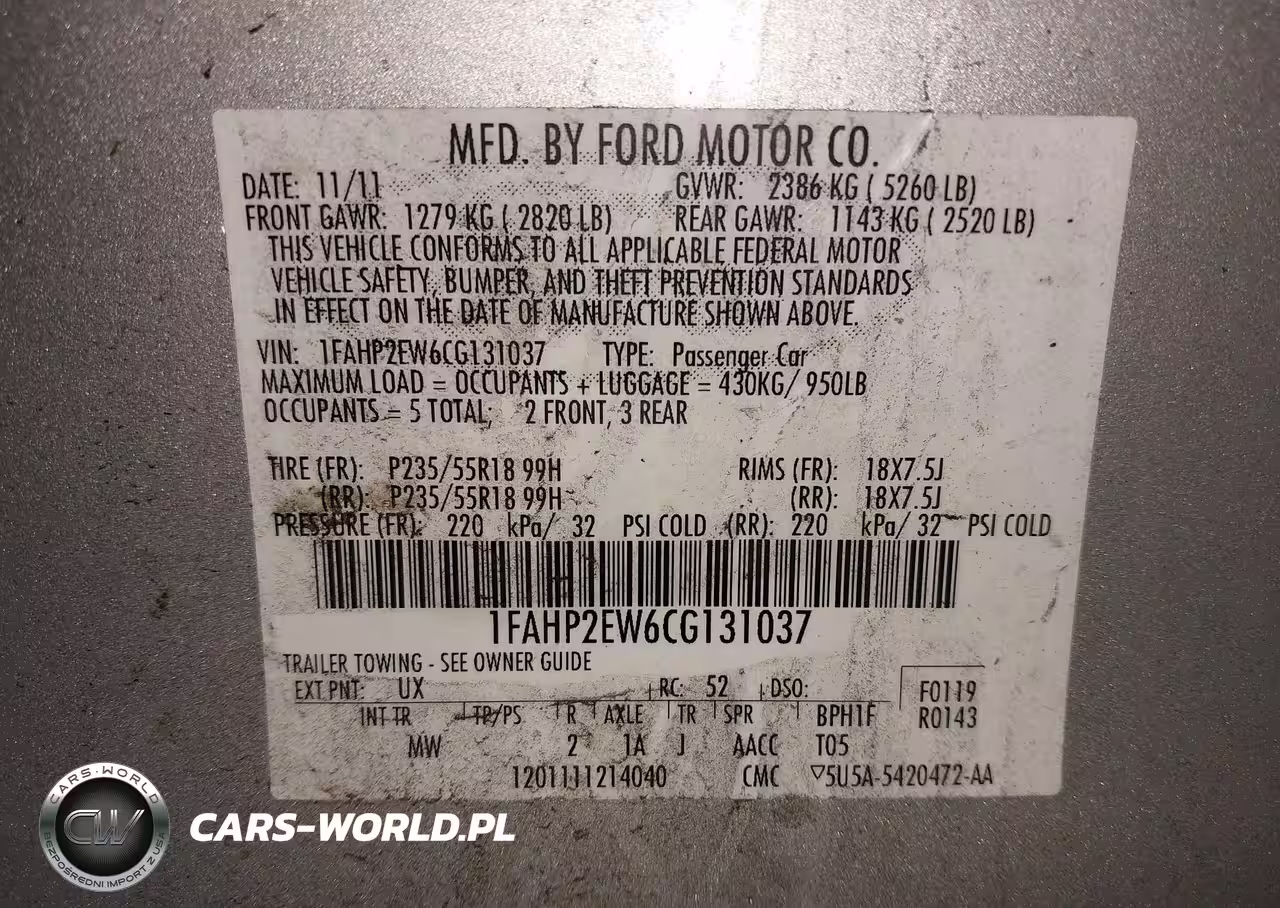 MFD. BY FORD MOTOR CO.
DATE: 11/11 GVWR: 2386 KG ( 5260 LB)
FRONT GAWR: 1279 KG ( 2820 LB) REAR GAWR: 1143 KG ( 2520 LB)
THIS VEHICLE CONFORMS TO ALL APPLICABLE FEDERAL MOTOR
VEHICLE SAFETY, BUMPER, AND THEFT PREVENTION STANDARDS
IN EFFECT ON THE DATE OF MANUFACTURE SHOWN ABOVE.
VIN: 1FAHP2EW6CG131037 TYPE: Passenger Car
MAXIMUM LOAD = OCCUPANTS + LUGGAGE = 430KG/ 950LB
OCCUPANTS = 5 TOTAL, 2 FRONT, 3 REAR
TIRE (FR): P235/55R18 99H RIMS (FR): 18X7.5J
(RR): P235/55R18 99H (RR): 18X7.5J
PRESSURE (FR): 220 kPa/ 32 PSI COLD (RR): 220 kPa/ 32 PSI COLD
1FAHP2EW6CG131037
TRAILER TOWING - SEE OWNER GUIDE
EXT PNT: UX RC: 52 DSO: F0119
INT TR TP/PS R AXLE TR SPR BPH1F R0143
MW 2 1A J AACC T05
1201111214040 CMC ▽5U5A-5420472-AA
CARS-WORLD
CW
BEZPOŚREDNI IMPORT Z USA
CARS-WORLD.PL